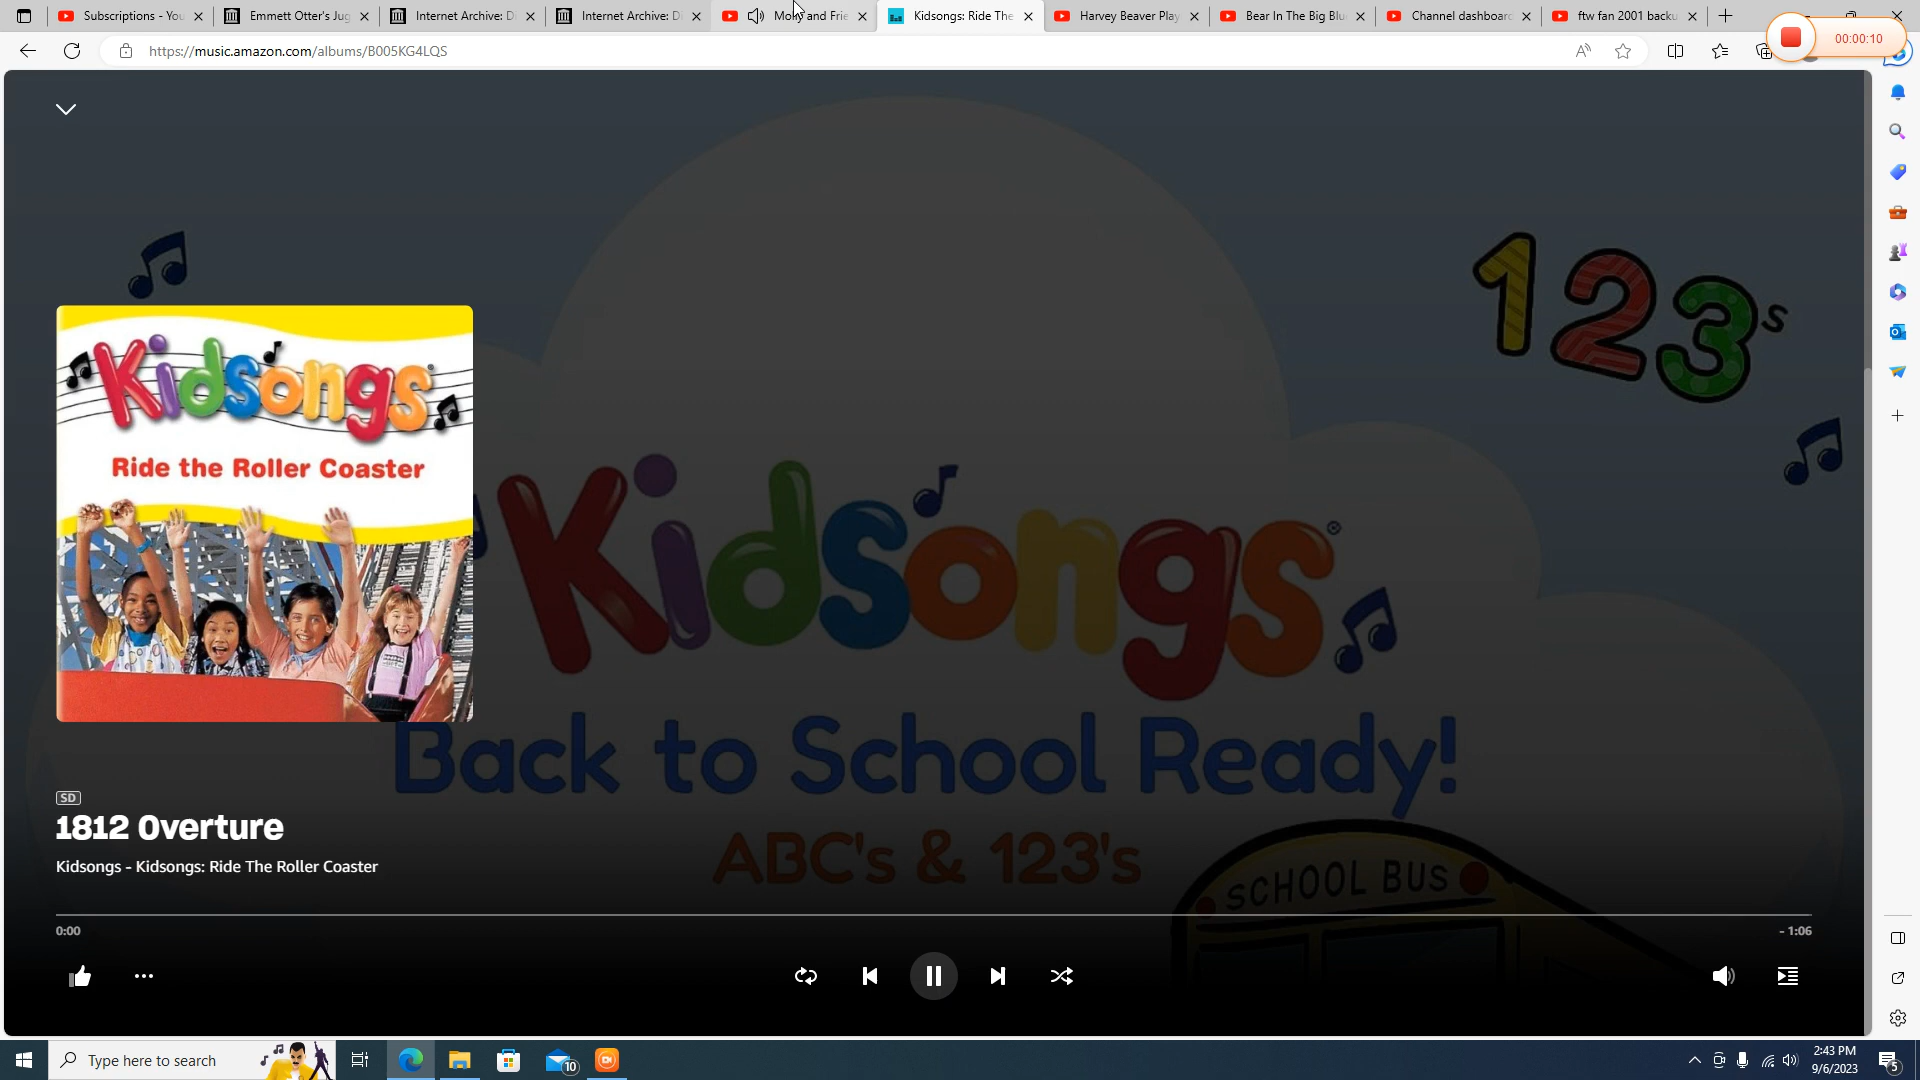 Subscriptions - You
Emmett Otter's Jug
Internet Archive: Di
Internet Archive: Di
Molly and Frie
Kidsongs: Ride The
Harvey Beaver Play
Bear In The Big Blu
Channel dashboard
ftw fan 2001 backu
00:00:10
https://music.amazon.com/albums/B005KG4LQS
123s
Kidsongs®
Ride the Roller Coaster
Kidsongs®
Back to School Ready!
ABC's & 123's
SCHOOL BUS
SD
1812 Overture
Kidsongs - Kidsongs: Ride The Roller Coaster
0:00
- 1:06
Type here to search
10
2:43 PM
9/6/2023
5